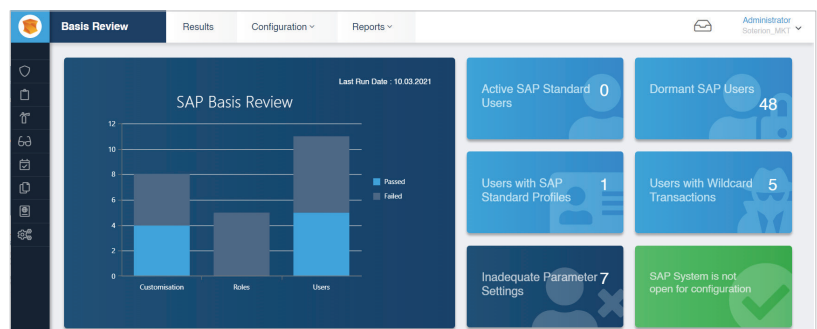 Basis Review
Results
Configuration
Reports
Administrator
Soterion_MKT
Last Run Date : 10.03.2021
SAP Basis Review
12
10
8
6
4
2
0
Customisation
Roles
Users
Passed
Failed
Active SAP Standard
Users
0
Dormant SAP Users
48
Users with SAP
Standard Profiles
1
Users with Wildcard
Transactions
5
Inadequate Parameter
Settings
7
SAP System is not
open for configuration